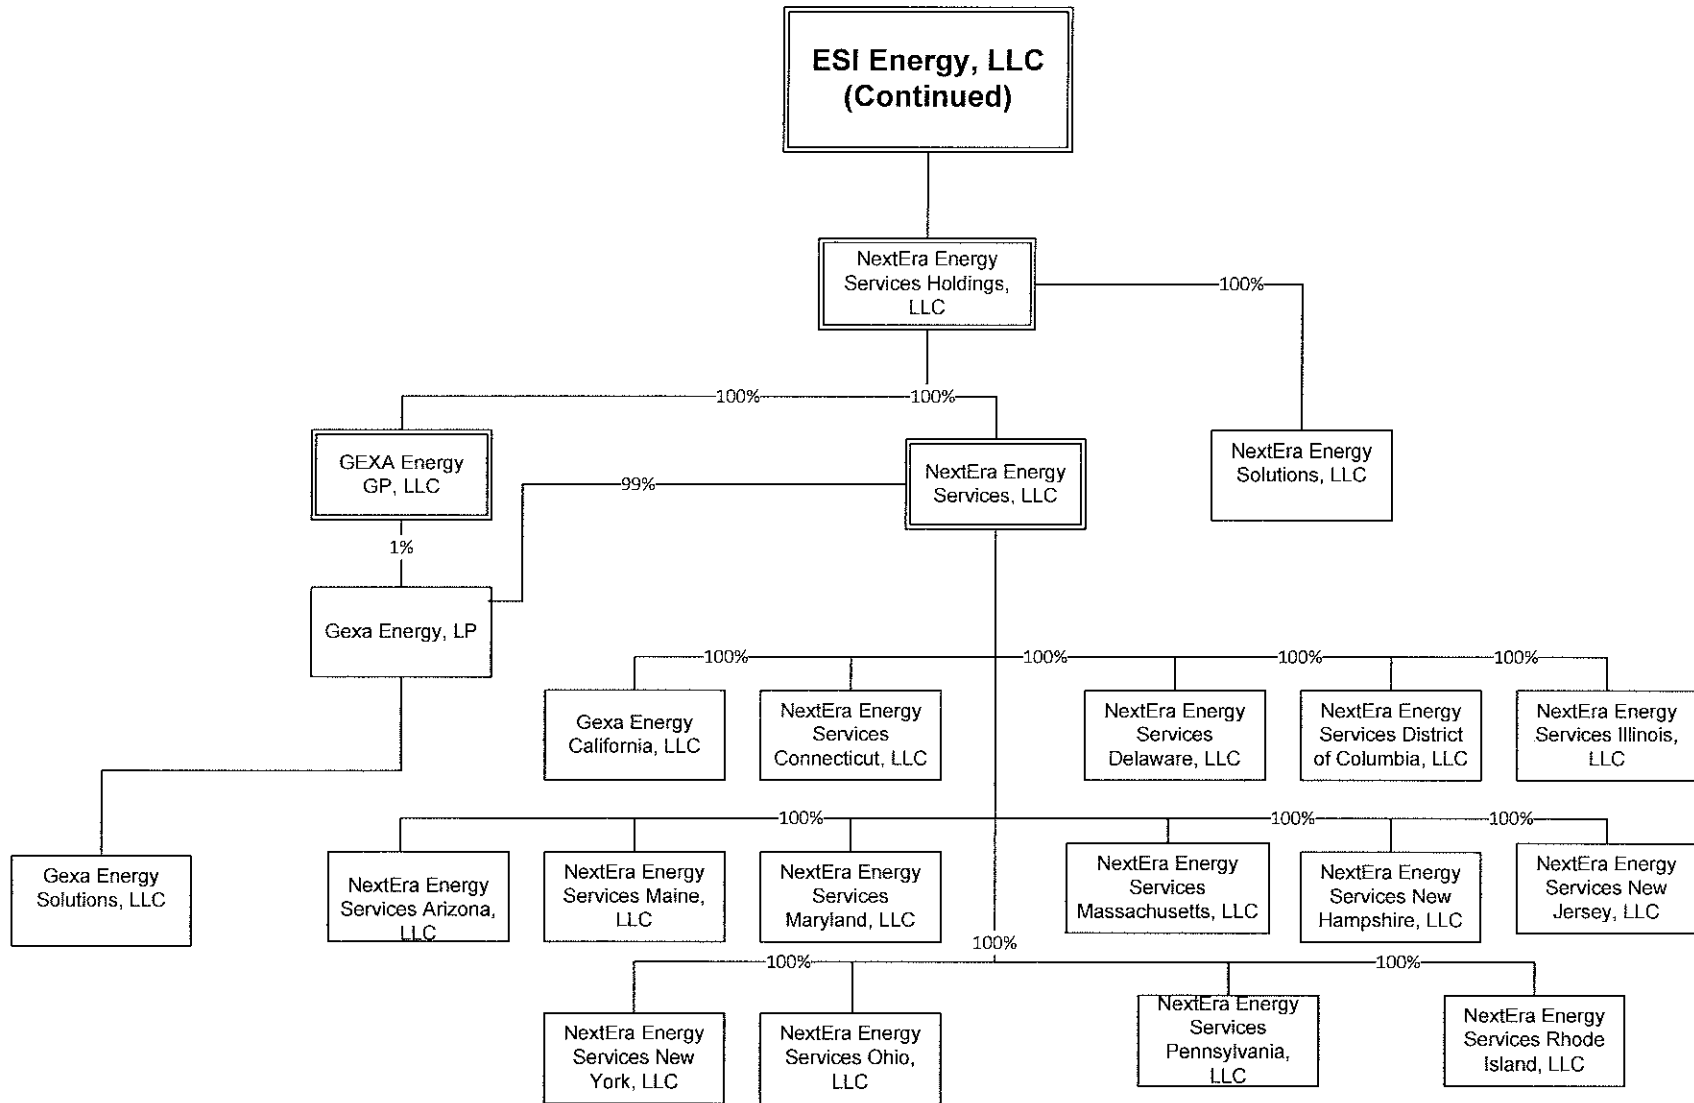 ESI Energy, LLC
(Continued)
NextEra Energy
Services Holdings,
LLC
100%
100%
100%
GEXA Energy
GP, LLC
NextEra Energy
Services, LLC
NextEra Energy
Solutions, LLC
99%
1%
Gexa Energy, LP
100%
100%
100%
100%
Gexa Energy
California, LLC
NextEra Energy
Services
Connecticut, LLC
NextEra Energy
Services
Delaware, LLC
NextEra Energy
Services District
of Columbia, LLC
NextEra Energy
Services Illinois,
LLC
100%
100%
100%
Gexa Energy
Solutions, LLC
NextEra Energy
Services Arizona,
LLC
NextEra Energy
Services Maine,
LLC
NextEra Energy
Services
Maryland, LLC
NextEra Energy
Services
Massachusetts, LLC
NextEra Energy
Services New
Hampshire, LLC
NextEra Energy
Services New
Jersey, LLC
100%
100%
100%
NextEra Energy
Services New
York, LLC
NextEra Energy
Services Ohio,
LLC
NextEra Energy
Services
Pennsylvania,
LLC
NextEra Energy
Services Rhode
Island, LLC